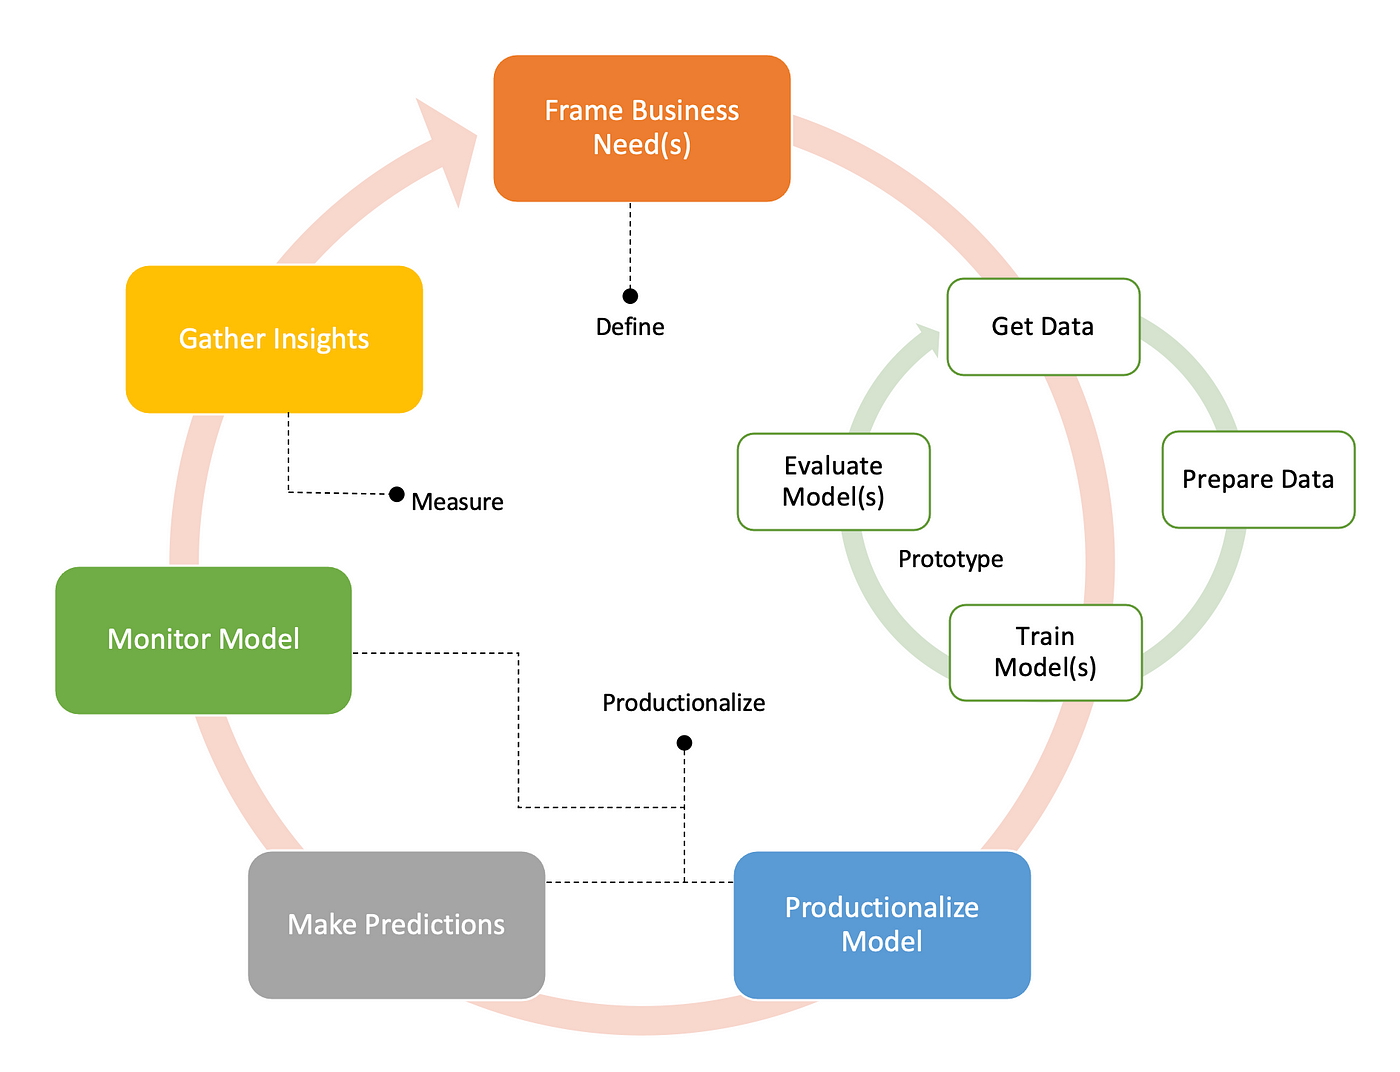 Frame Business
Need(s)
Define
Get Data
Gather Insights
Evaluate
Model(s)
Prepare Data
Measure
Prototype
Train
Model(s)
Monitor Model
Productionalize
Make Predictions
Productionalize
Model